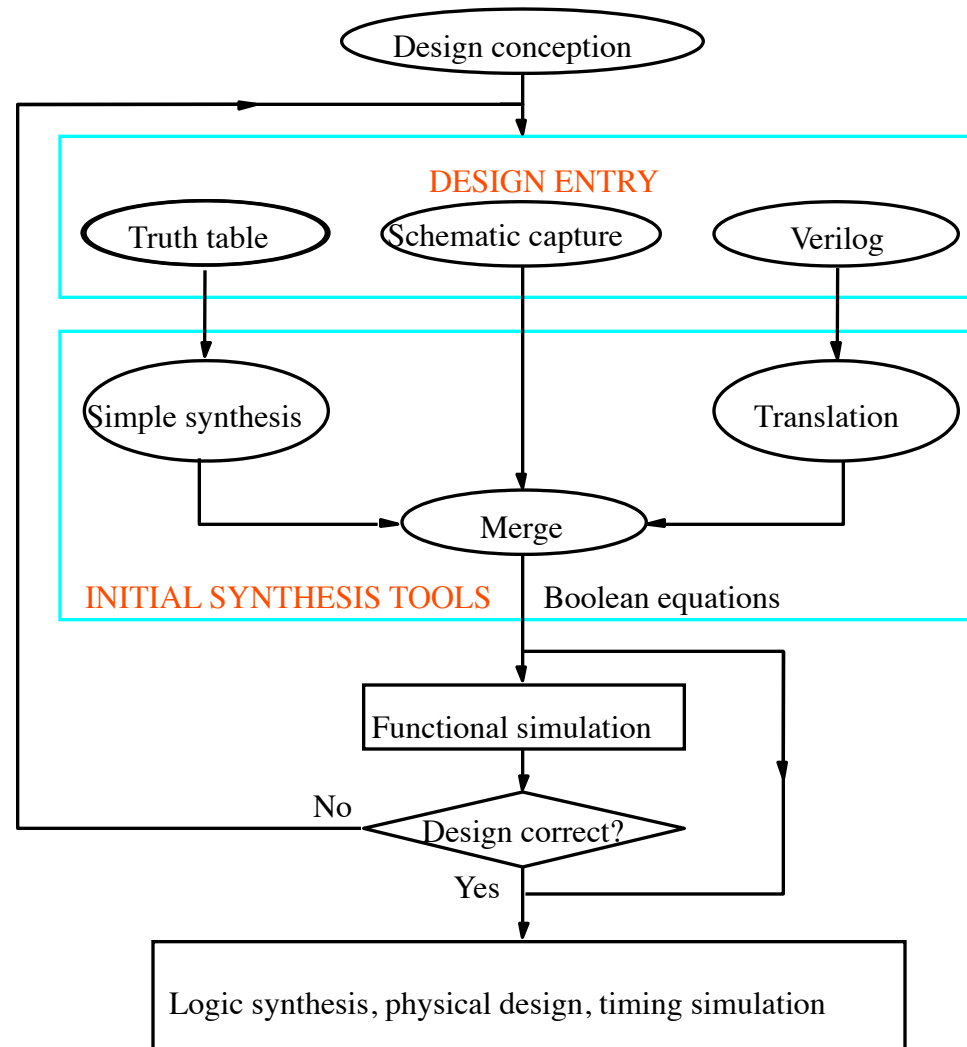 Design conception
DESIGN ENTRY
Truth table
Schematic capture
Verilog
Simple synthesis
Translation
Merge
INITIAL SYNTHESIS TOOLS
Boolean equations
Functional simulation
No
Design correct?
Yes
Logic synthesis, physical design, timing simulation